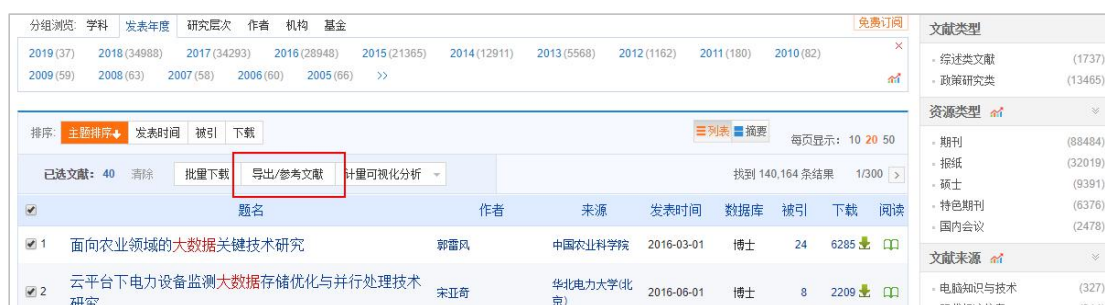 分组浏览: 学科 发表年度 研究层次 作者 机构 基金 免费订阅
2019 (37) 2018 (34988) 2017 (34293) 2016 (28948) 2015 (21365) 2014 (12911) 2013 (5568) 2012 (1162) 2011 (180) 2010 (82) ×
2009 (59) 2008 (63) 2007 (58) 2006 (60) 2005 (66) >>
排序: 主题排序 发表时间 被引 下载 列表 摘要 每页显示: 10 20 50
已选文献: 40 清除 批量下载 导出/参考文献 计量可视化分析 找到 140,164 条结果 1/300 >
题名 作者 来源 发表时间 数据库 被引 下载 阅读
1 面向农业领域的大数据关键技术研究 郭雷风 中国农业科学院 2016-03-01 博士 24 6285
2 云平台下电力设备监测大数据存储优化与并行处理技术研究 宋亚奇 华北电力大学(北京) 2016-06-01 博士 8 2209
文献类型
综述类文献 (1737)
政策研究类 (13465)
资源类型
期刊 (88484)
报纸 (32019)
硕士 (9391)
特色期刊 (6376)
国内会议 (2478)
文献来源
电脑知识与技术 (327)